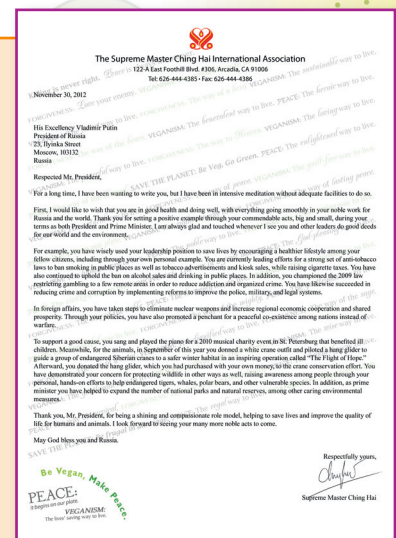 The Supreme Master Ching Hai International Association
122-A East Foothill Blvd. #306, Arcadia, CA 91006
Tel: 626-444-4385 • Fax: 626-444-4386
November 30, 2012
His Excellency Vladimir Putin
President of Russia
23, Ilyinka Street
Moscow, 103132
Russia
Respected Mr. President,
For a long time, I have been wanting to write you, but I have been in intensive meditation without adequate facilities to do so.
First, I would like to wish that you are in good health and doing well, with everything going smoothly in your noble work for
Russia and the world. Thank you for setting a positive example through your commendable acts, big and small, during your
terms as both President and Prime Minister. I am always glad and touched whenever I see you and other leaders do good deeds
for our world and the environment.
For example, you have wisely used your leadership position to save lives by encouraging a healthier lifestyle among your
fellow citizens, including through your own personal example. You are currently leading efforts for a strong set of anti-tobacco
laws to ban smoking in public places as well as tobacco advertisements and kiosk sales, while raising cigarette taxes. You have
also continued to uphold the ban on alcohol sales and drinking in public places. In addition, you championed the 2009 law
restricting gambling to a few remote areas in order to reduce addiction and organized crime. You have likewise succeeded in
reducing crime and corruption by implementing reforms to improve the police, military, and legal systems.
In foreign affairs, you have taken steps to eliminate nuclear weapons and increase regional economic cooperation and shared
prosperity. Through your policies, you have also promoted a penchant for a peaceful co-existence among nations instead of
warfare.
To support a good cause, you sang and played the piano for a 2010 musical charity event in St. Petersburg that benefited ill
children. Meanwhile, for the animals, in September of this year you donned a white crane outfit and piloted a hang glider to
guide a group of endangered Siberian cranes to a safer winter habitat in an inspiring operation called "The Flight of Hope."
Afterward, you donated the hang glider, which you had purchased with your own money, to the crane conservation effort. You
have demonstrated your concern for protecting wildlife in other ways as well, raising awareness among people through your
personal, hands-on efforts to help endangered tigers, whales, polar bears, and other vulnerable species. In addition, as prime
minister you have helped to expand the number of national parks and natural reserves, among other caring environmental
measures.
Thank you, Mr. President, for being a shining and compassionate role model, helping to save lives and improve the quality of
life for humans and animals. I look forward to seeing your many more noble acts to come.
May God bless you and Russia.
Respectfully yours,
Supreme Master Ching Hai
Be Vegan, Make Peace.
PEACE:
it begins on our plate.
VEGANISM:
The lives' saving way to live.